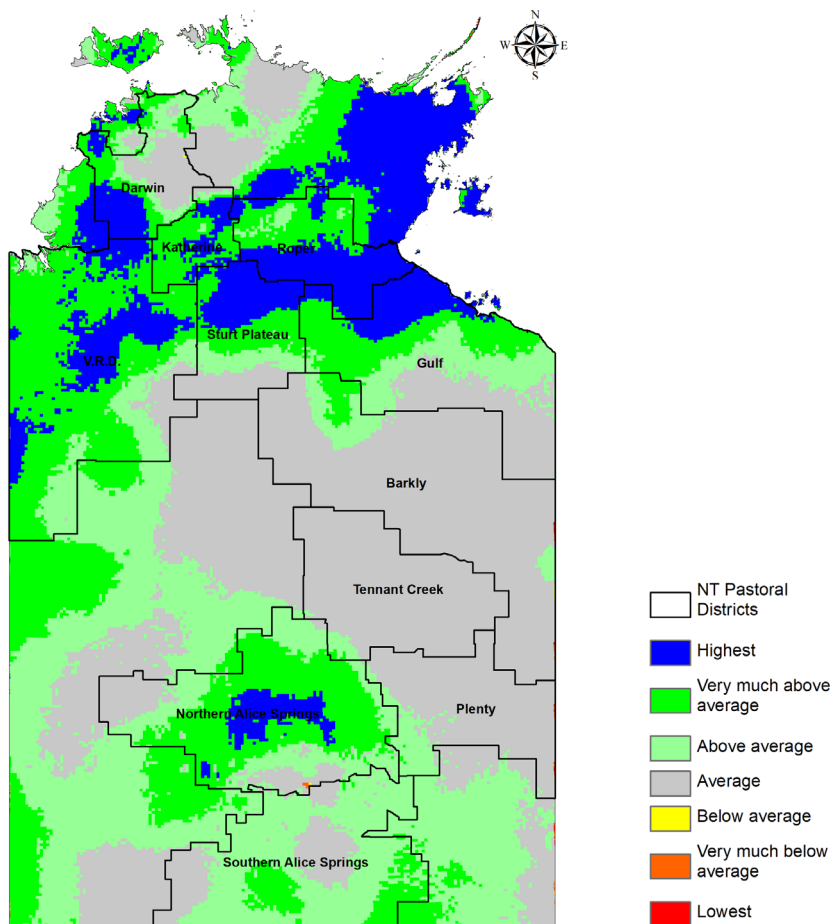 N
W E
S
Darwin
Katherine
Roper
Sturt Plateau
V.R.D.
Gulf
Barkly
Tennant Creek
Northern Alice Springs
Plenty
Southern Alice Springs
NT Pastoral
Districts
Highest
Very much above
average
Above average
Average
Below average
Very much below
average
Lowest